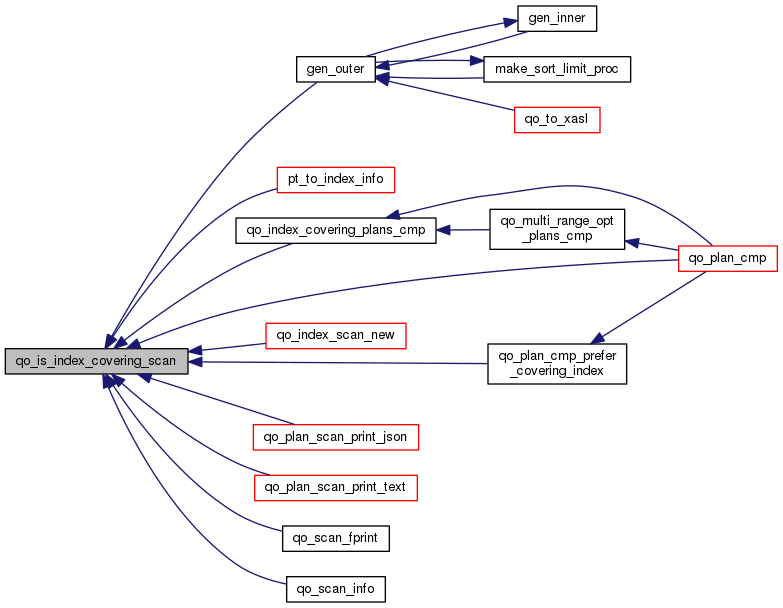 gen_inner
gen_outer
make_sort_limit_proc
qo_to_xasl
pt_to_index_info
qo_index_covering_plans_cmp
qo_multi_range_opt
_plans_cmp
qo_plan_cmp
qo_index_scan_new
qo_is_index_covering_scan
qo_plan_cmp_prefer
_covering_index
qo_plan_scan_print_json
qo_plan_scan_print_text
qo_scan_fprint
qo_scan_info